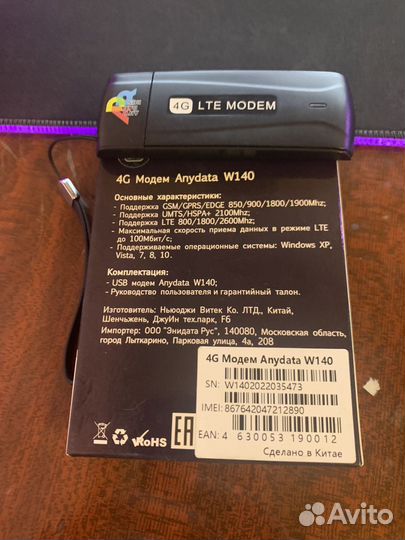 4G LTE MODEM
4G Модем Anydata W140
Основные характеристики:
- Поддержка GSM/GPRS/EDGE 850/900/1800/1900Mhz;
- Поддержка UMTS/HSPA+ 2100Mhz;
- Поддержка LTE 800/1800/2600Mhz;
- Максимальная скорость приема данных в режиме LTE
до 100Мбит/с;
- Поддерживаемые операционные системы: Windows XP,
Vista, 7, 8, 10.
Комплектация:
- USB модем Anydata W140;
- Руководство пользователя и гарантийный талон.
Изготовитель: Ньюоджи Витек Ко. ЛТД., Китай,
Шенчьжень, ДжуИн тех.парк, F6
Импортер: ООО "Энидата Рус", 140080, Московская область,
город Лыткарино, Парковая улица, 4а, 208
4G Модем Anydata W140
SN: W1402022035473
IMEI: 867642047212890
EAN: 4 630053 190012
Сделано в Китае
RoHS
EAC
Avito